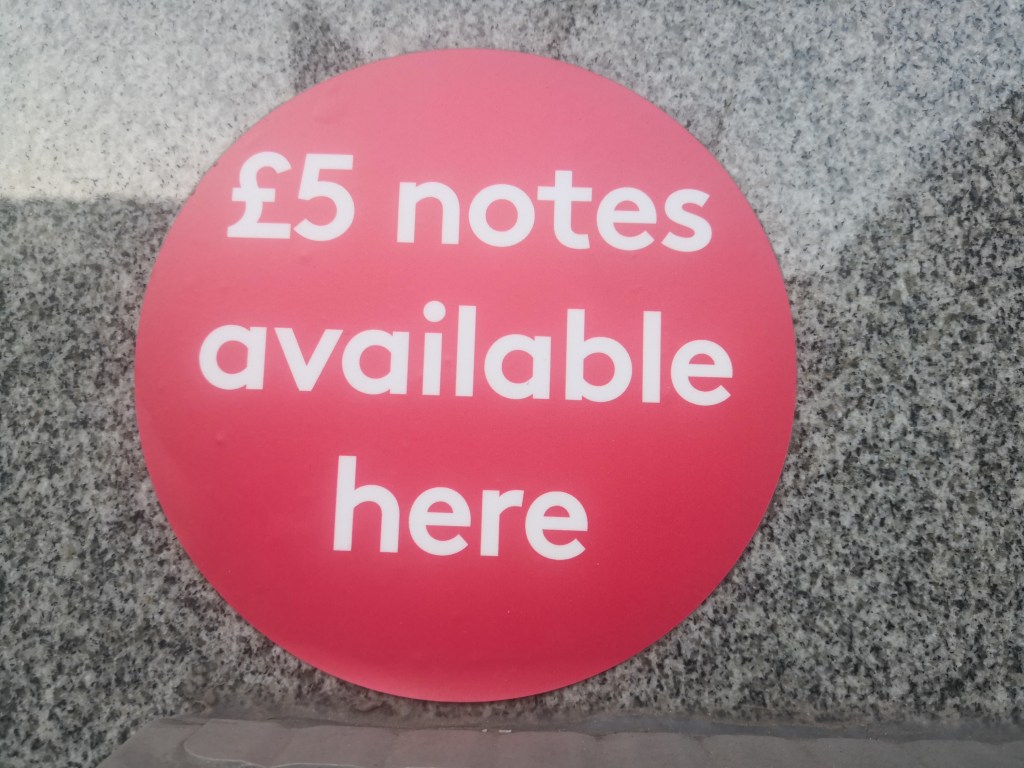 £5 notes
available
here